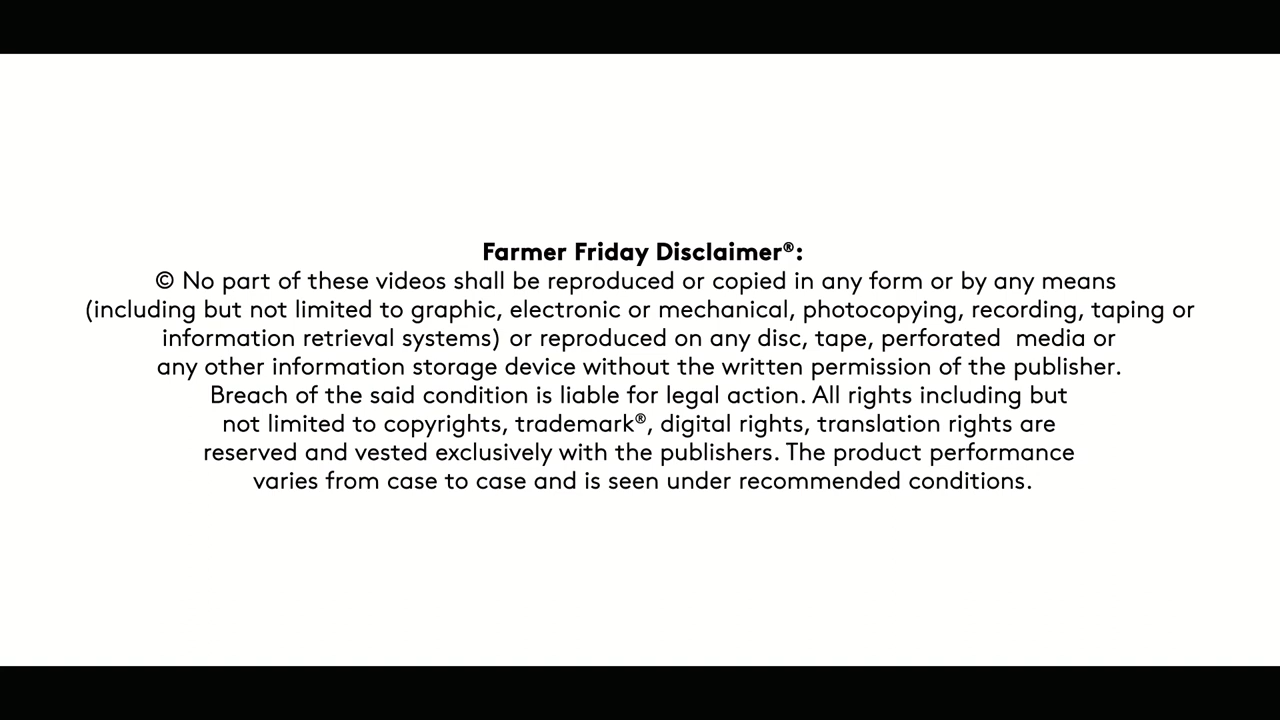 Farmer Friday Disclaimer®:
© No part of these videos shall be reproduced or copied in any form or by any means
(including but not limited to graphic, electronic or mechanical, photocopying, recording, taping or
information retrieval systems) or reproduced on any disc, tape, perforated  media or
any other information storage device without the written permission of the publisher.
Breach of the said condition is liable for legal action. All rights including but
not limited to copyrights, trademark®, digital rights, translation rights are
reserved and vested exclusively with the publishers. The product performance
varies from case to case and is seen under recommended conditions.